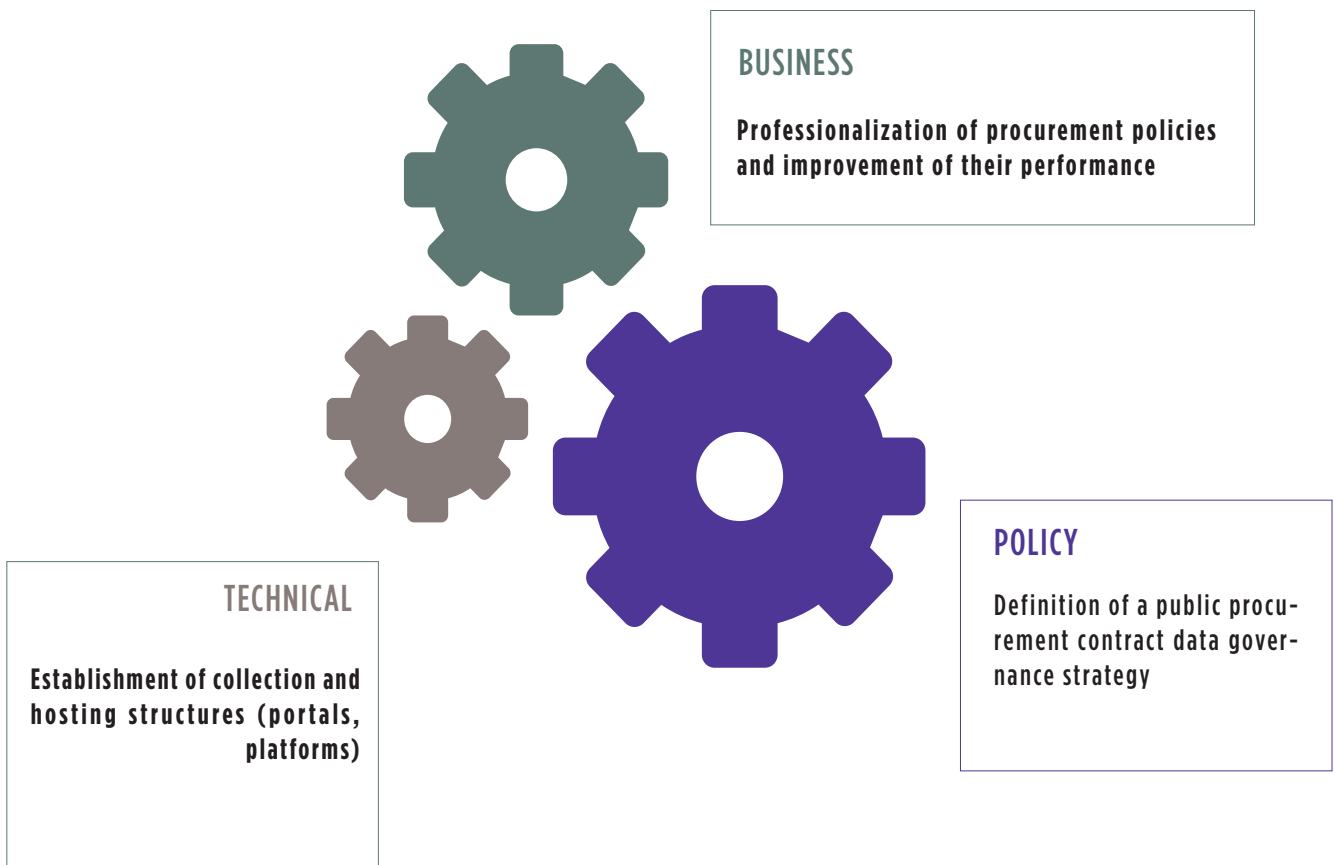 BUSINESS
Professionalization of procurement policies
and improvement of their performance
POLICY
Definition of a public procu-
rement contract data gover-
nance strategy
TECHNICAL
Establishment of collection and
hosting structures (portals,
platforms)